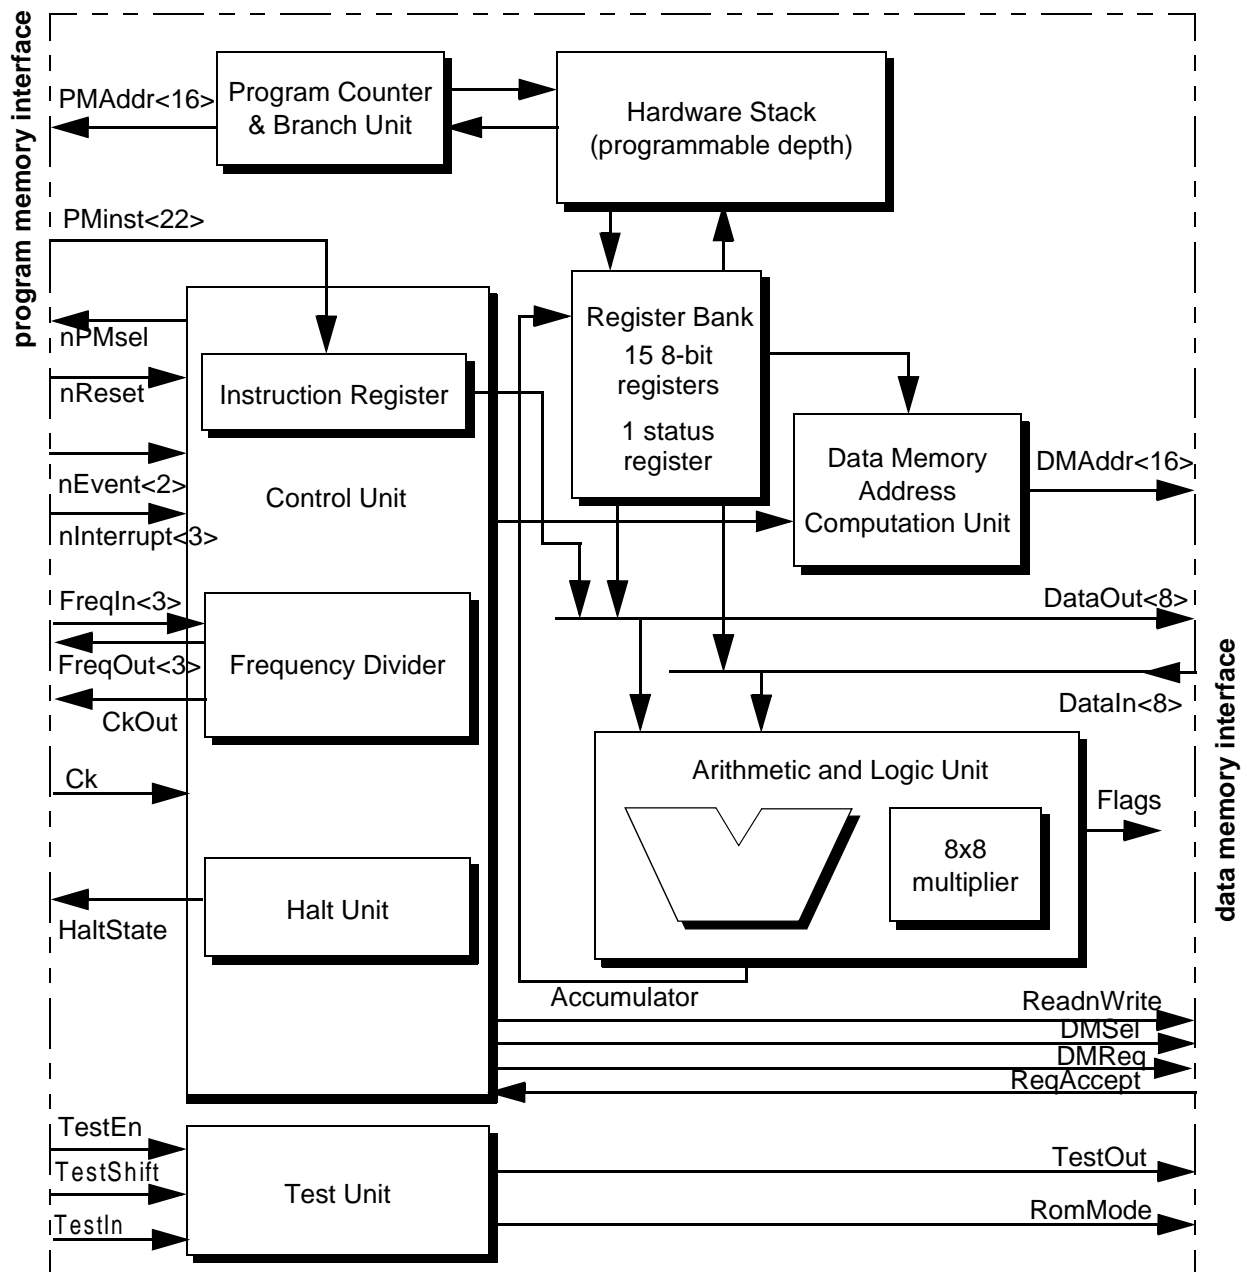 program memory interface
PMAddr<16>
Program Counter
& Branch Unit
Hardware Stack
(programmable depth)
PMinst<22>
nPMsel
nReset
Instruction Register
nEvent<2>
nInterrupt<3>
Control Unit
Register Bank
15 8-bit
registers
1 status
register
Data Memory
Address
Computation Unit
DMAddr<16>
FreqIn<3>
FreqOut<3>
CkOut
Frequency Divider
DataOut<8>
DataIn<8>
data memory interface
Ck
Arithmetic and Logic Unit
8x8
multiplier
Flags
HaltState
Halt Unit
Accumulator
ReadnWrite
DMSel
DMReq
ReqAccept
TestEn
TestShift
TestIn
Test Unit
TestOut
RomMode